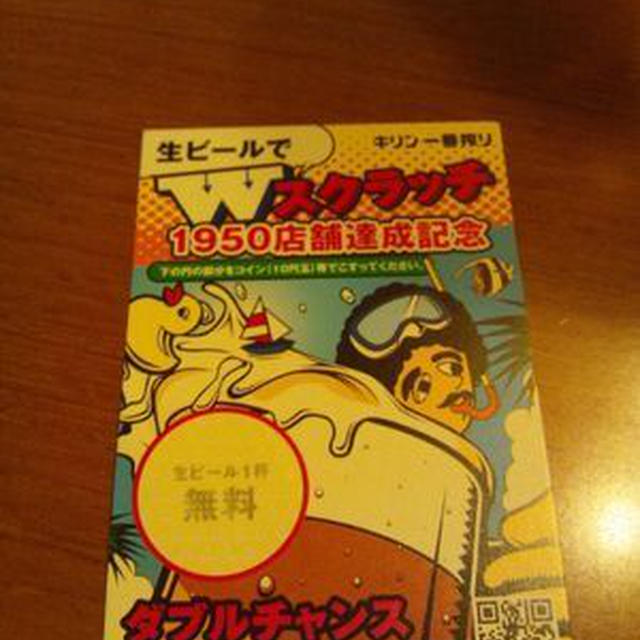 生ビールで
キリン一番搾り
Wスクラッチ
1950店舗達成記念
下の円の部分をコイン(10円玉)等でこすってください。
生ビール1杯
無料
ダブルチャンス